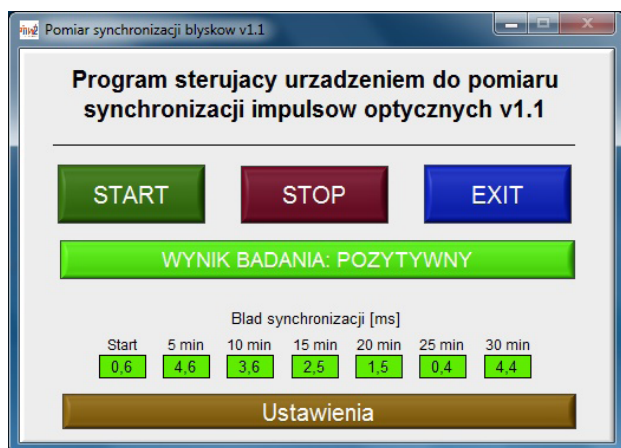 Pomiar synchronizacji blyskow v1.1
Program sterujacy urzadzeniem do pomiaru
synchronizacji impulsow optycznych v1.1
START STOP EXIT
WYNIK BADANIA: POZYTYWNY
Blad synchronizacji [ms]
Start 5 min 10 min 15 min 20 min 25 min 30 min
0,6 4,6 3,6 2,5 1,5 0,4 4,4
Ustawienia